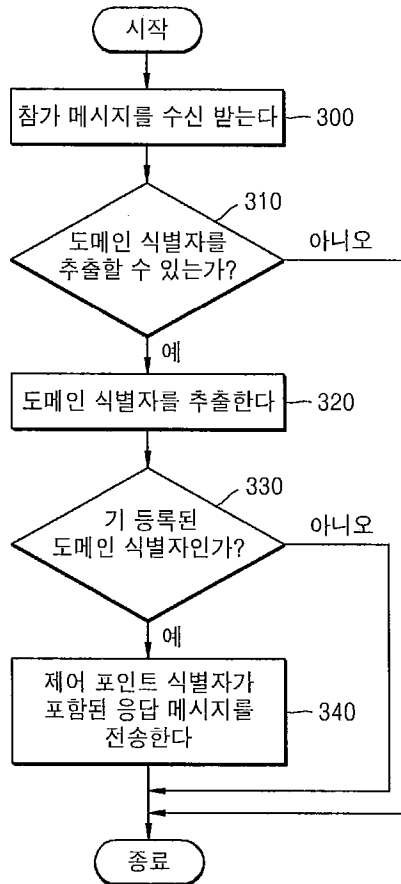 시작
참가 메시지를 수신 받는다
300
310
도메인 식별자를
추출할 수 있는가?
아니오
예
도메인 식별자를 추출한다
320
330
기 등록된
도메인 식별자인가?
아니오
예
제어 포인트 식별자가
포함된 응답 메시지를
전송한다
340
종료